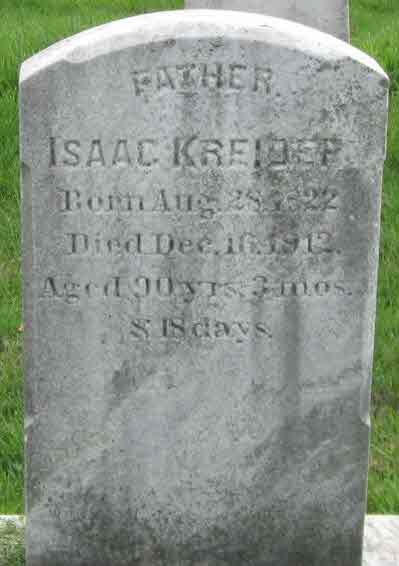 FATHER
ISAAC KREIDER
Born Aug. 28, 1822
Died Dec. 16, 1912.
Aged 90 yrs. 3 mos.
& 18 days.